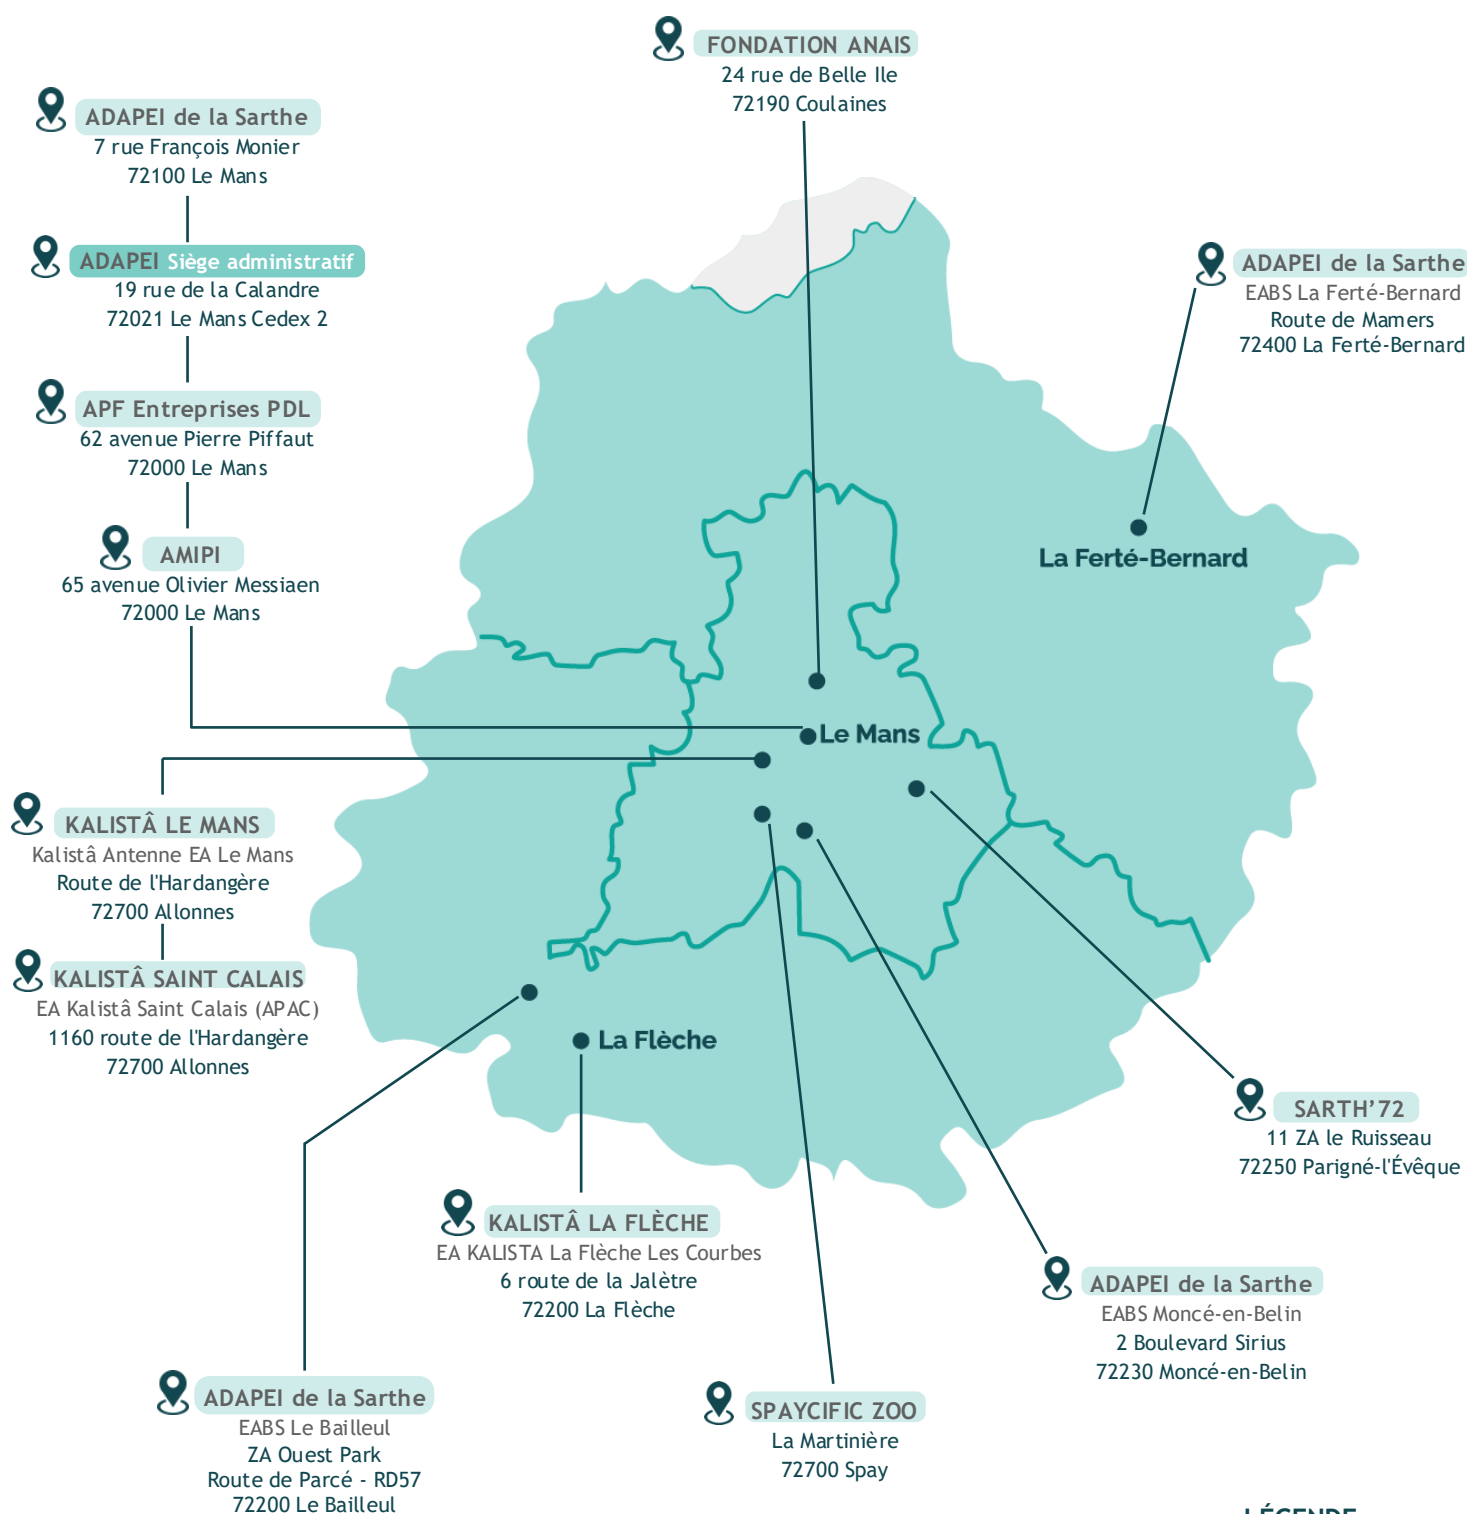 FONDATION ANAIS
24 rue de Belle Ile
72190 Coulaines
ADAPEI de la Sarthe
7 rue François Monier
72100 Le Mans
ADAPEI Siège administratif
19 rue de la Calandre
72021 Le Mans Cedex 2
APF Entreprises PDL
62 avenue Pierre Piffaut
72000 Le Mans
AMIPI
65 avenue Olivier Messiaen
72000 Le Mans
ADAPEI de la Sarthe
EABS La Ferté-Bernard
Route de Mamers
72400 La Ferté-Bernard
La Ferté-Bernard
Le Mans
La Flèche
KALISTÂ LE MANS
Kalistâ Antenne EA Le Mans
Route de l'Hardangère
72700 Allonnes
KALISTÂ SAINT CALAIS
EA Kalistâ Saint Calais (APAC)
1160 route de l'Hardangère
72700 Allonnes
SARTH’72
11 ZA le Ruisseau
72250 Parigné-l'Évêque
KALISTÂ LA FLÈCHE
EA KALISTA La Flèche Les Courbes
6 route de la Jalètre
72200 La Flèche
ADAPEI de la Sarthe
EABS Moncé-en-Belin
2 Boulevard Sirius
72230 Moncé-en-Belin
ADAPEI de la Sarthe
EABS Le Bailleul
ZA Ouest Park
Route de Parcé - RD57
72200 Le Bailleul
SPAYCIFIC ZOO
La Martinière
72700 Spay
LÉGENDE